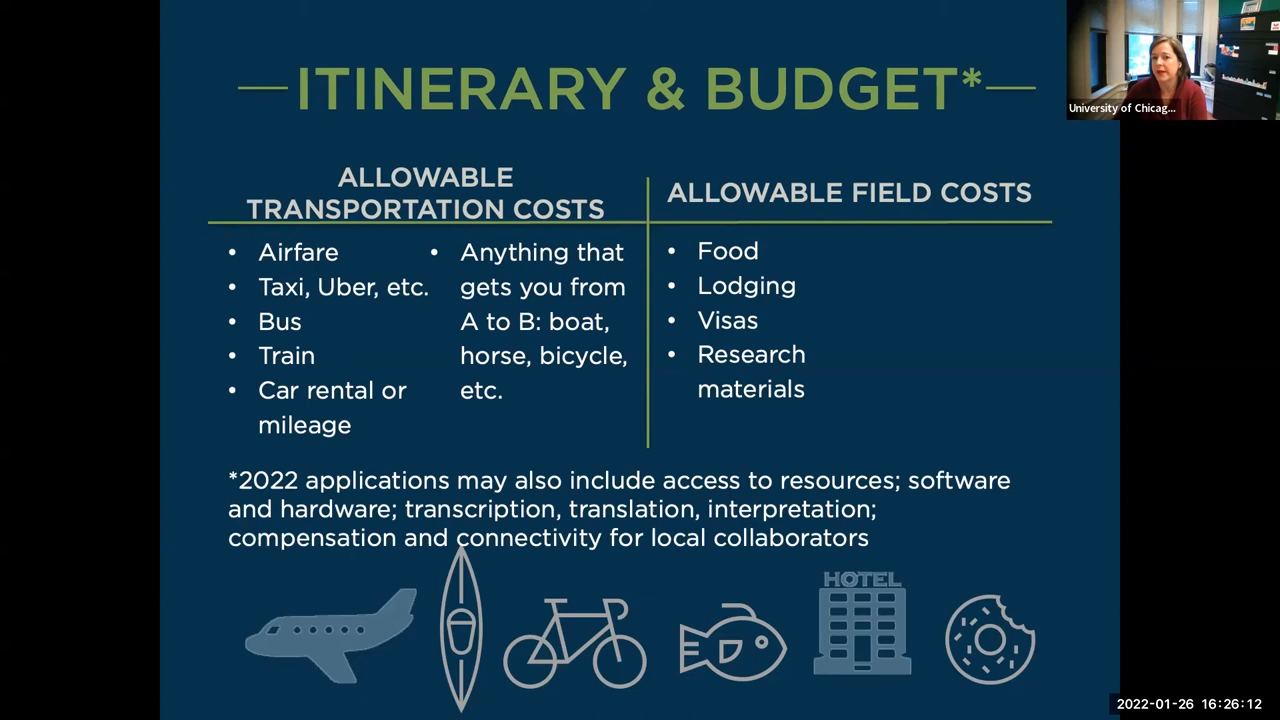 ITINERARY & BUDGET*
University of Chicag...
ALLOWABLE
TRANSPORTATION COSTS
• Airfare
• Taxi, Uber, etc.
• Bus
• Train
• Car rental or
mileage
• Anything that
gets you from
A to B: boat,
horse, bicycle,
etc.
ALLOWABLE FIELD COSTS
• Food
• Lodging
• Visas
• Research
materials
*2022 applications may also include access to resources; software
and hardware; transcription, translation, interpretation;
compensation and connectivity for local collaborators
HOTEL
2022-01-26 16:26:12